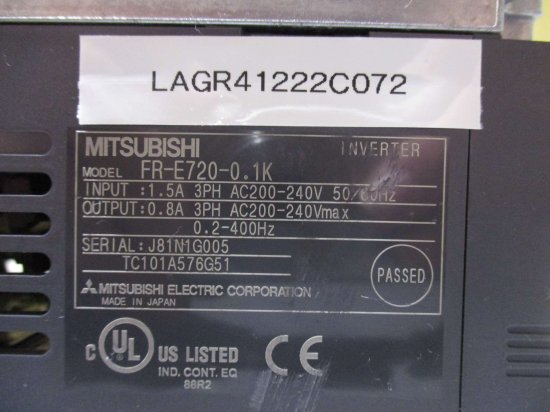 LAGR41222C072
MITSUBISHI INVERTER
MODEL FR-E720-0.1K
INPUT :1.5A 3PH AC200-240V 50/60Hz
OUTPUT:0.8A 3PH AC200-240Vmax
0.2-400Hz
SERIAL:J81N1G005
TC101A576G51
PASSED
MITSUBISHI ELECTRIC CORPORATION
MADE IN JAPAN
C UL US LISTED
IND. CONT. EQ
86R2